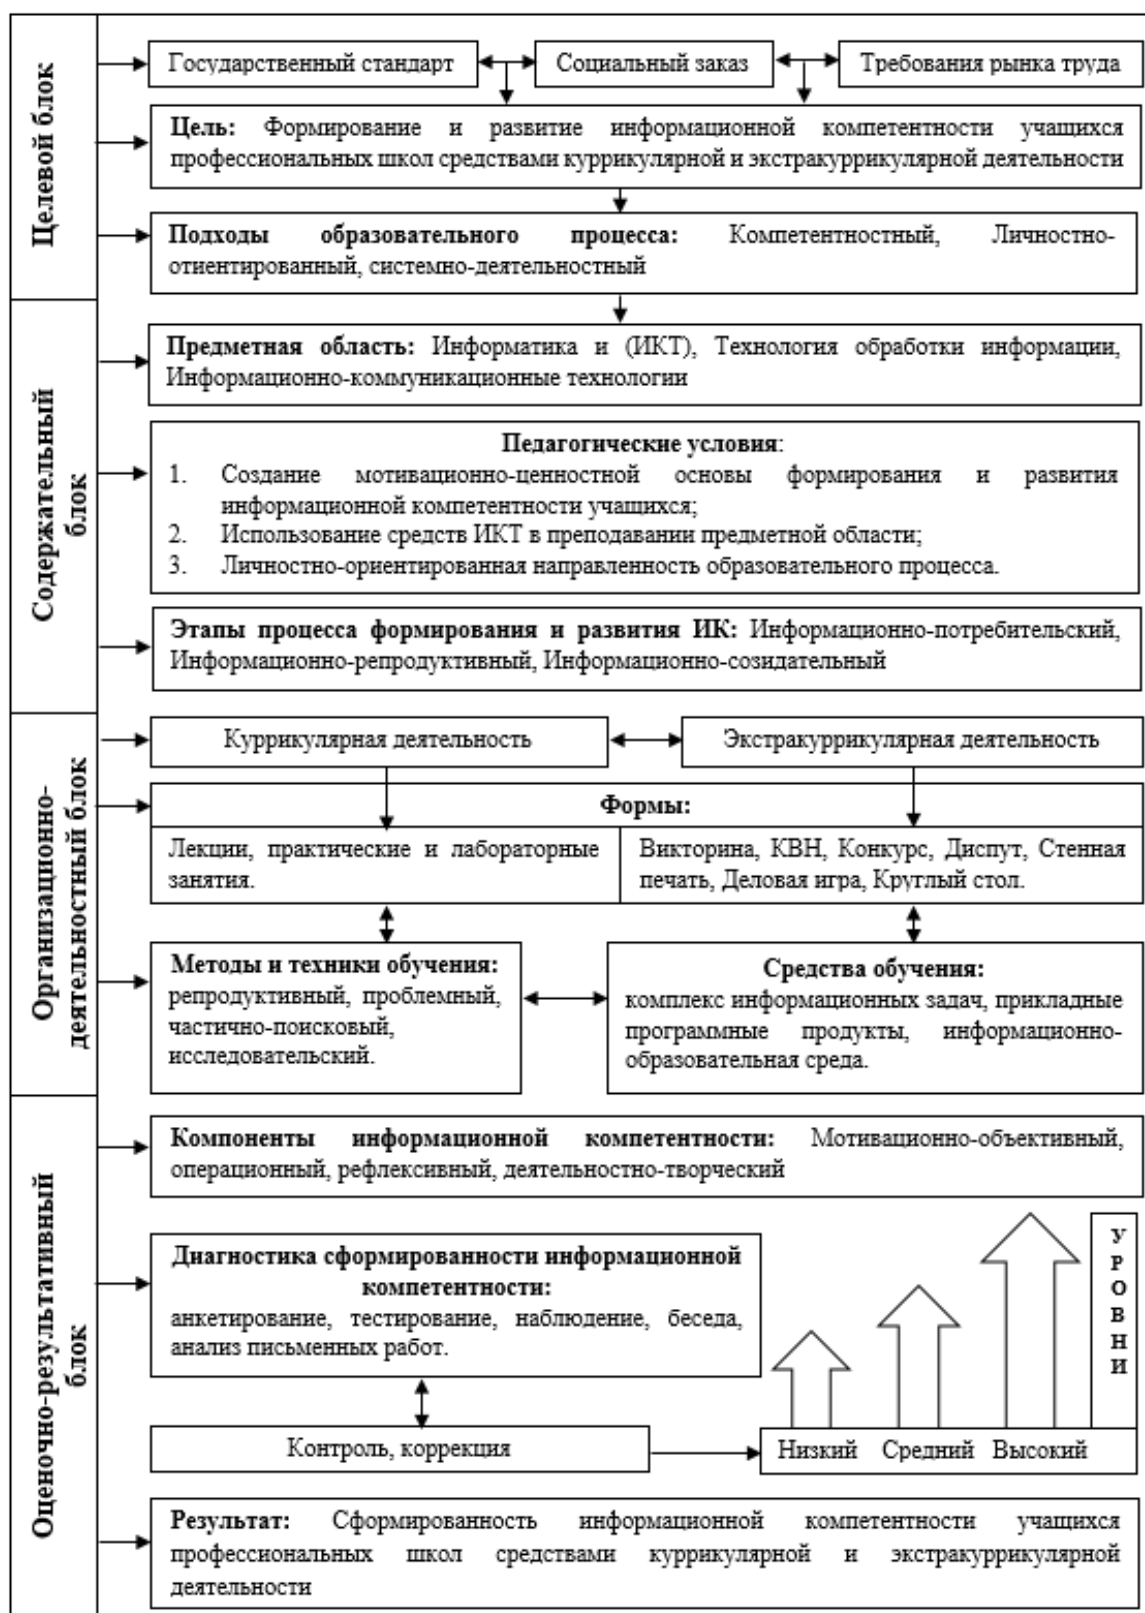 Целевой блок
Государственный стандарт
Социальный заказ
Требования рынка труда
Цель: Формирование и развитие информационной компетентности учащихся
профессиональных школ средствами куррикулярной и экстракуррикулярной деятельности
Подходы образовательного процесса: Компетентностный, Личностно-
отиентированный, системно-деятельностный
Содержательный
блок
Предметная область: Информатика и (ИКТ), Технология обработки информации,
Информационно-коммуникационные технологии
Педагогические условия:
1. Создание мотивационно-ценностной основы формирования и развития
информационной компетентности учащихся;
2. Использование средств ИКТ в преподавании предметной области;
3. Личностно-ориентированная направленность образовательного процесса.
Этапы процесса формирования и развития ИК: Информационно-потребительский,
Информационно-репродуктивный, Информационно-созидательный
Организационно-
деятельностный блок
Куррикулярная деятельность
Экстракуррикулярная деятельность
Формы:
Лекции, практические и лабораторные
занятия.
Викторина, КВН, Конкурс, Диспут, Стенная
печать, Деловая игра, Круглый стол.
Методы и техники обучения:
репродуктивный, проблемный,
частично-поисковый,
исследовательский.
Средства обучения:
комплекс информационных задач, прикладные
программные продукты, информационно-
образовательная среда.
Оценочно-результативный
блок
Компоненты информационной компетентности: Мотивационно-объективный,
операционный, рефлексивный, деятельностно-творческий
Диагностика сформированности информационной
компетентности:
анкетирование, тестирование, наблюдение, беседа,
анализ письменных работ.
УРОВНИ
Контроль, коррекция
Низкий Средний Высокий
Результат: Сформированность информационной компетентности учащихся
профессиональных школ средствами куррикулярной и экстракуррикулярной
деятельности